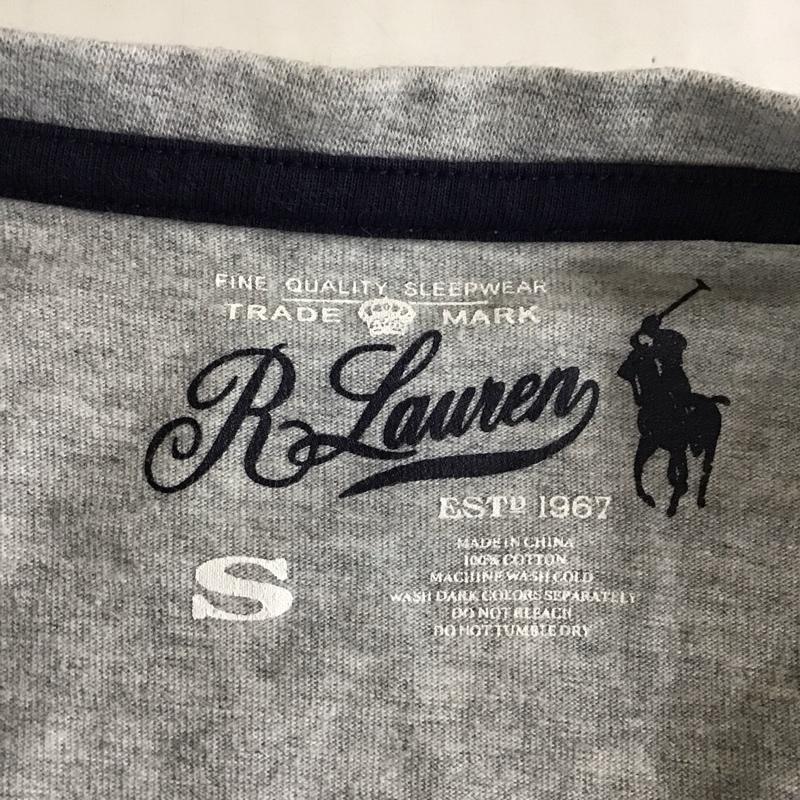 FINE QUALITY SLEEPWEAR
TRADE MARK
R Lauren
ESTD 1967
S
MADE IN CHINA
100% COTTON
MACHINE WASH COLD
WASH DARK COLORS SEPARATELY
DO NOT BLEACH
DO NOT TUMBLE DRY